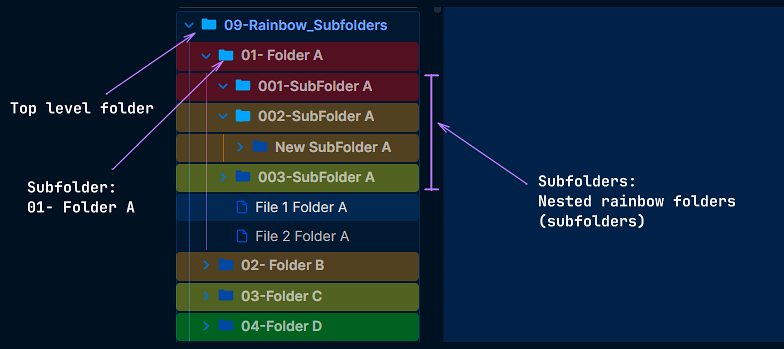 09-Rainbow_Subfolders
01- Folder A
001-SubFolder A
002-SubFolder A
New SubFolder A
003-SubFolder A
File 1 Folder A
File 2 Folder A
02- Folder B
03-Folder C
04-Folder D
Top level folder
Subfolder:
01- Folder A
Subfolders:
Nested rainbow folders
(subfolders)